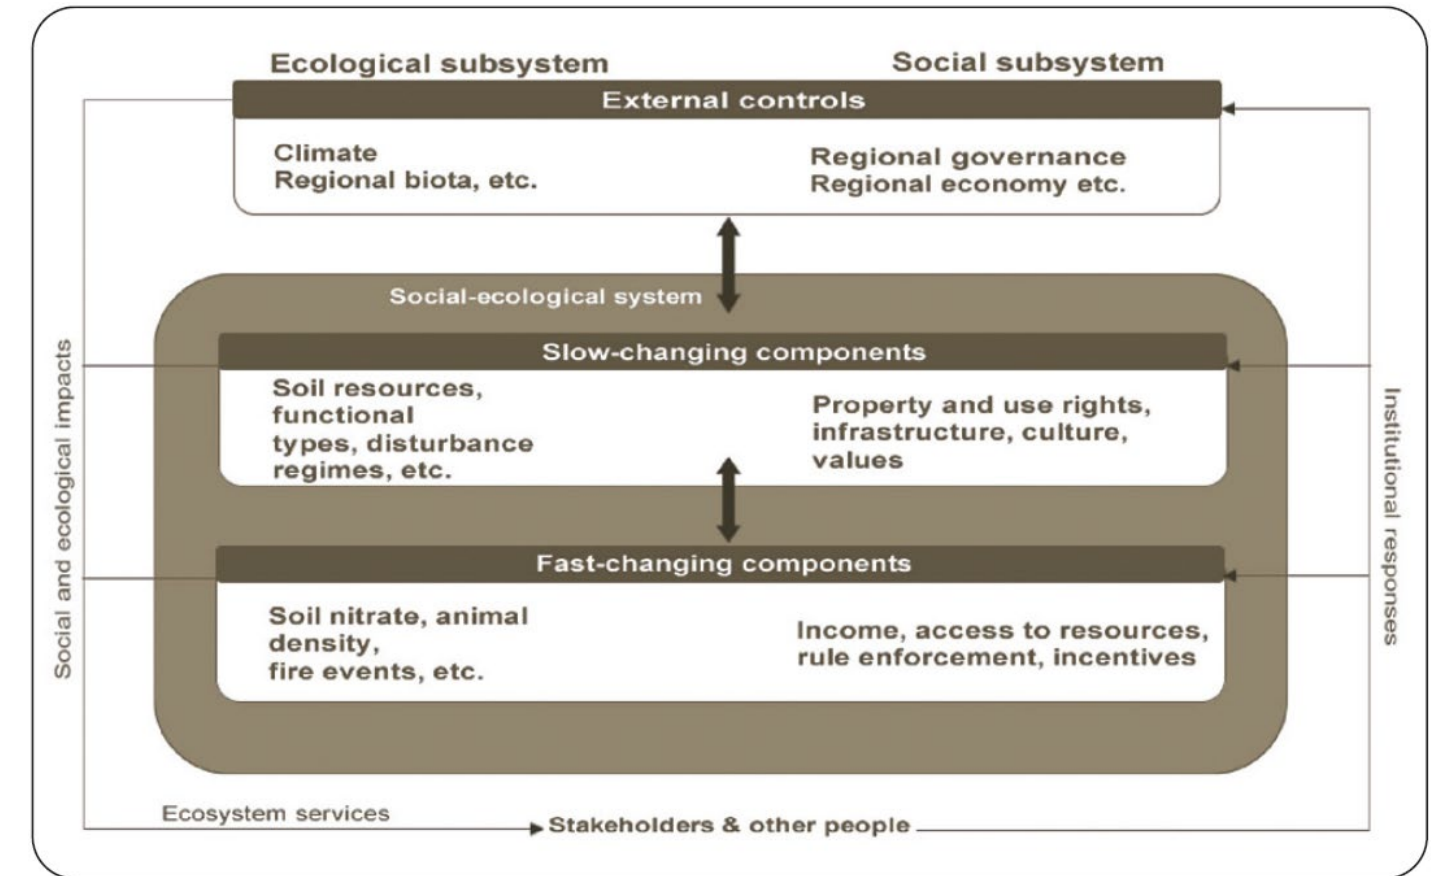 Ecological subsystem
Social subsystem
External controls
Climate
Regional biota, etc.
Regional governance
Regional economy etc.
Social-ecological system
Slow-changing components
Soil resources,
functional
types, disturbance
regimes, etc.
Property and use rights,
infrastructure, culture,
values
Fast-changing components
Soil nitrate, animal
density,
fire events, etc.
Income, access to resources,
rule enforcement, incentives
Social and ecological impacts
Institutional responses
Ecosystem services
Stakeholders & other people